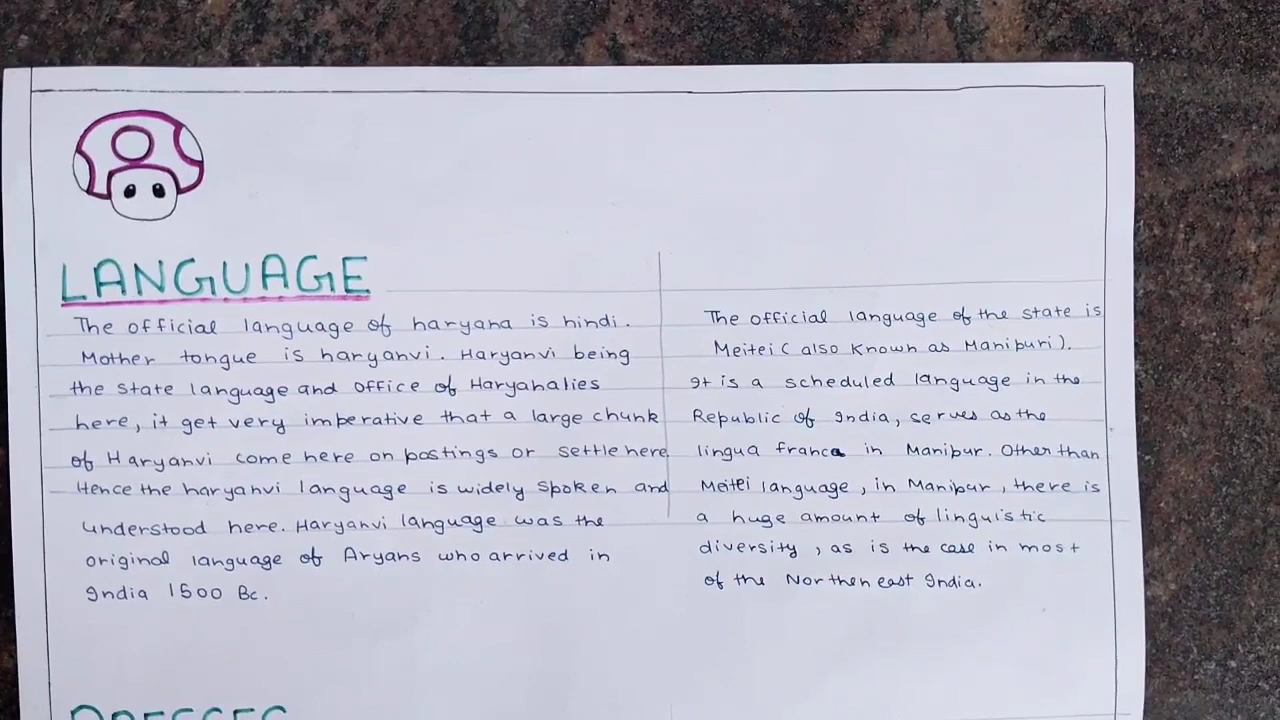 LANGUAGE
The official language of haryana is hindi.
Mother tongue is haryanvi. Haryanvi being
the state language and office of Haryanalies
here, it get very imperative that a large chunk
of Haryanvi come here on postings or settle here
Hence the haryanvi language is widely spoken and
understood here. Haryanvi language was the
original language of Aryans who arrived in
India 1500 Bc.
The official language of the state is
Meitei ( also known as Manipuri).
It is a scheduled language in the
Republic of India, serves as the
lingua franca in Manipur. Other than
Meitei language, in Manipur, there is
a huge amount of linguistic
diversity, as is the case in most
of the Northeneast India.
DRESSES